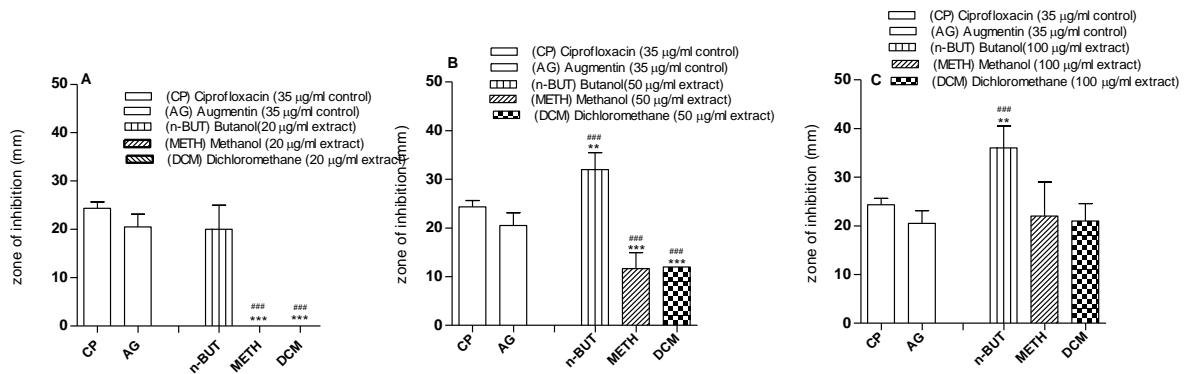 A
(CP) Ciprofloxacin (35 μg/ml control)
(AG) Augmentin (35 μg/ml control)
(n-BUT) Butanol(20 μg/ml extract)
(METH) Methanol (20 μg/ml extract)
(DCM) Dichloromethane (20 μg/ml extract)
zone of inhibition (mm)
50
40
30
20
10
0
###
***
###
***
CP
AG
n-BUT
METH
DCM
B
(CP) Ciprofloxacin (35 μg/ml control)
(AG) Augmentin (35 μg/ml control)
(n-BUT) Butanol(50 μg/ml extract)
(METH) Methanol (50 μg/ml extract)
(DCM) Dichloromethane (50 μg/ml extract)
zone of inhibition (mm)
50
40
30
20
10
0
###
**
###
***
###
***
CP
AG
n-BUT
METH
DCM
C
(CP) Ciprofloxacin (35 μg/ml control)
(AG) Augmentin (35 μg/ml control)
(n-BUT) Butanol(100 μg/ml extract)
(METH) Methanol (100 μg/ml extract)
(DCM) Dichloromethane (100 μg/ml extract)
zone of inhibition (mm)
50
40
30
20
10
0
###
**
CP
AG
n-BUT
METH
DCM